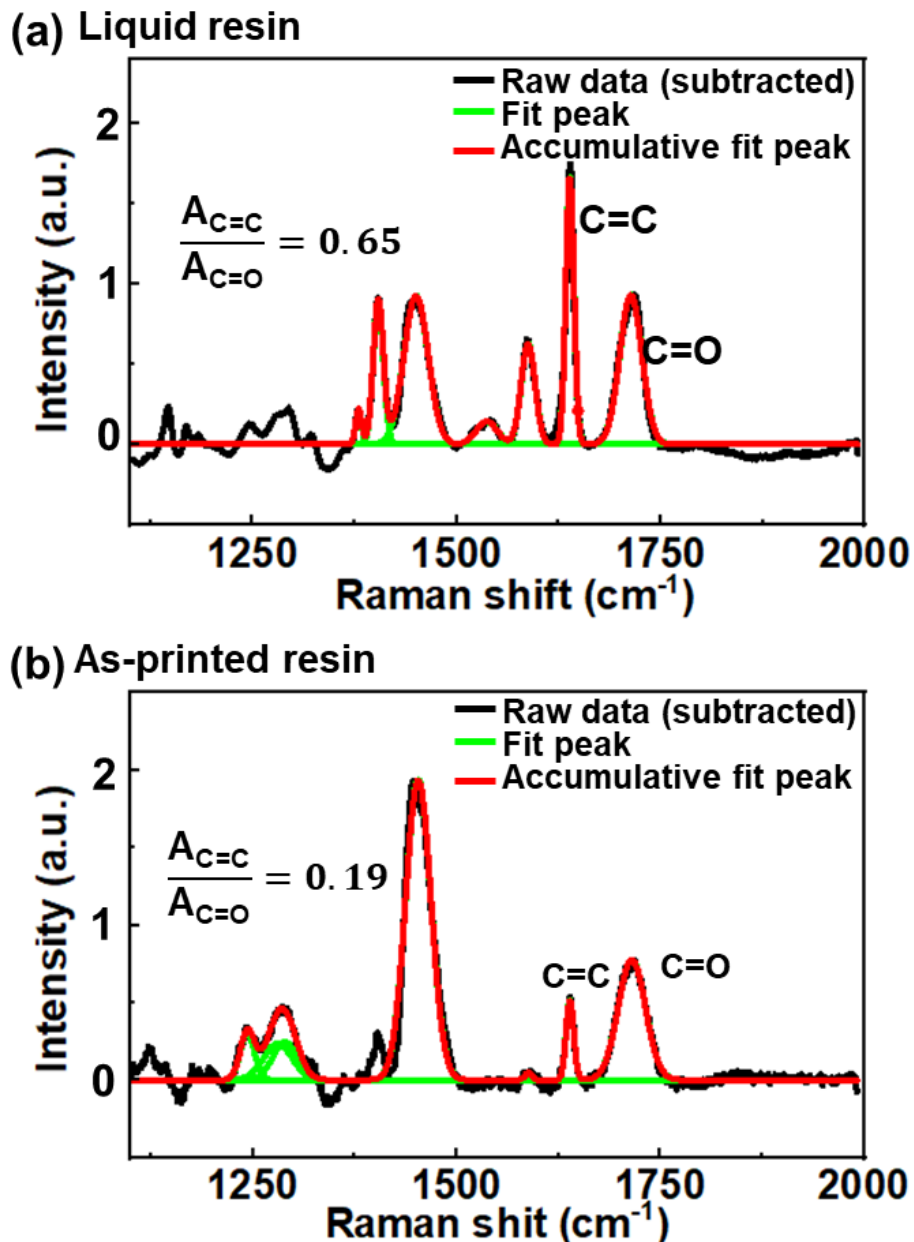 (a) Liquid resin
Raw data (subtracted)
Fit peak
Accumulative fit peak
A_C=C / A_C=O = 0.65
C=C
C=O
Intensity (a.u.)
2
1
0
1250 1500 1750 2000
Raman shift (cm⁻¹)
(b) As-printed resin
Raw data (subtracted)
Fit peak
Accumulative fit peak
A_C=C / A_C=O = 0.19
C=C
C=O
Intensity (a.u.)
2
1
0
1250 1500 1750 2000
Raman shit (cm⁻¹)